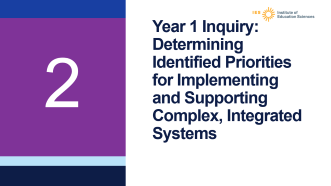 IES Institute of
Education Sciences
2
Year 1 Inquiry:
Determining
Identified Priorities
for Implementing
and Supporting
Complex, Integrated
Systems